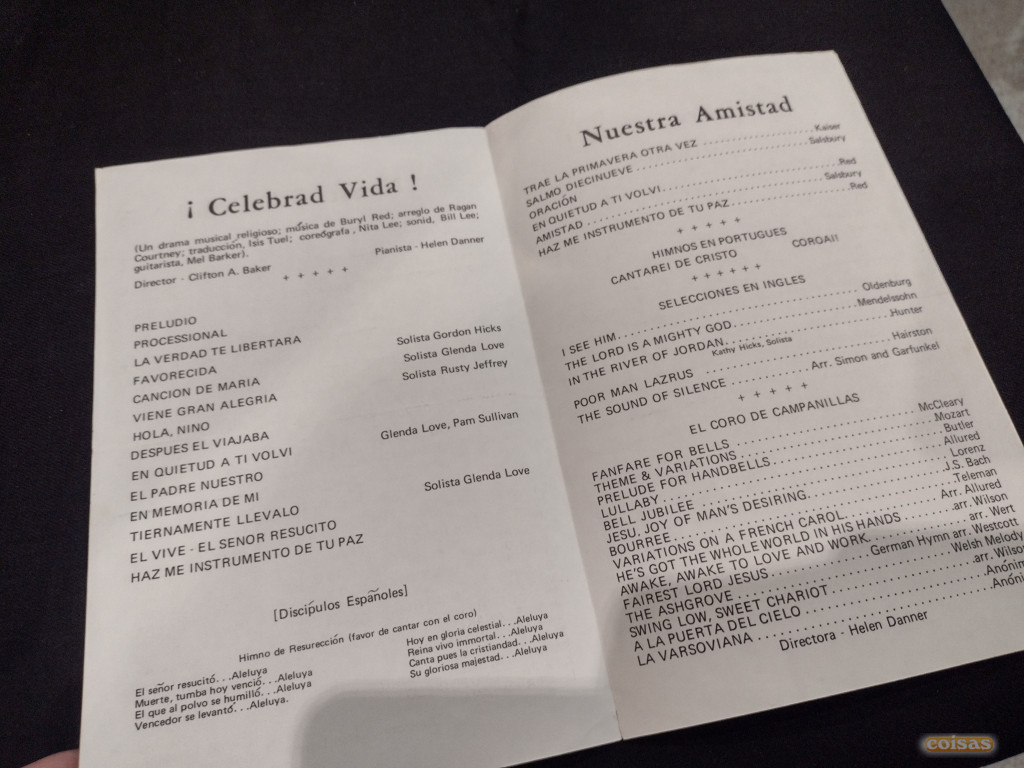 ¡ Celebrad Vida !
(Un drama musical religioso; música de Buryl Red; arreglo de Ragan
Courtney; traducción, Isis Tuel; coreógrafa, Nita Lee; sonid, Bill Lee;
guitarista, Mel Barker).
Director - Clifton A. Baker Pianista - Helen Danner
+ + + + +
PRELUDIO
PROCESSIONAL
LA VERDAD TE LIBERTARA Solista Gordon Hicks
FAVORECIDA Solista Glenda Love
CANCION DE MARIA Solista Rusty Jeffrey
VIENE GRAN ALEGRIA
HOLA, NINO
DESPUES EL VIAJABA Glenda Love, Pam Sullivan
EN QUIETUD A TI VOLVI
EL PADRE NUESTRO
EN MEMORIA DE MI Solista Glenda Love
TIERNAMENTE LLEVALO
EL VIVE - EL SENOR RESUCITO
HAZ ME INSTRUMENTO DE TU PAZ
[Discípulos Españoles]
Himno de Resurección (favor de cantar con el coro)
El señor resucitó. . .Aleluya
Muerte, tumba hoy venció. . .Aleluya
El que al polvo se humilló. . .Aleluya
Vencedor se levantó. . .Aleluya.
Hoy en gloria celestial. . .Aleluya
Reina vivo immortal. . .Aleluya
Canta pues la cristiandad. . .Aleluya
Su gloriosa majestad. . .Aleluya
Nuestra Amistad
TRAE LA PRIMAVERA OTRA VEZ . . . . . . . . . . . . . . . . Kaiser
SALMO DIECINUEVE . . . . . . . . . . . . . . . . . . . . . . . . Salsbury
ORACIÓN
EN QUIETUD A TI VOLVI . . . . . . . . . . . . . . . . . . . . . . Red
AMISTAD . . . . . . . . . . . . . . . . . . . . . . . . . . . . Salsbury
HAZ ME INSTRUMENTO DE TU PAZ . . . . . . . . . . . . . . . Red
+ + + +
HIMNOS EN PORTUGUES
CANTAREI DE CRISTO COROAII
+ + + + + +
SELECCIONES EN INGLES
I SEE HIM . . . . . . . . . . . . . . . . . . . . . . . . . . Oldenburg
THE LORD IS A MIGHTY GOD . . . . . . . . . . . . . . Mendelssohn
IN THE RIVER OF JORDAN . . . . . . . . . . . . . . . . . . Hunter
Kathy Hicks, Solista
POOR MAN LAZRUS . . . . . . . . . . . . . . . . . . . . . . Hairston
THE SOUND OF SILENCE . . . . . . . . Arr. Simon and Garfunkel
+ + + + +
EL CORO DE CAMPANILLAS
FANFARE FOR BELLS . . . . . . . . . . . . . . . . . . . McCleary
THEME & VARIATIONS . . . . . . . . . . . . . . . . . . . Mozart
PRELUDE FOR HANDBELLS . . . . . . . . . . . . . . . . . . Butler
LULLABY . . . . . . . . . . . . . . . . . . . . . . . . . . . Allured
BELL JUBILEE . . . . . . . . . . . . . . . . . . . . . . . . Lorenz
JESU, JOY OF MAN'S DESIRING . . . . . . . . . . . . . . J.S. Bach
BOURREE . . . . . . . . . . . . . . . . . . . . . . . . . . Teleman
VARIATIONS ON A FRENCH CAROL . . . . . . . . . . . Arr. Allured
HE'S GOT THE WHOLE WORLD IN HIS HANDS . . . . . . arr. Wilson
AWAKE, AWAKE TO LOVE AND WORK . . . . . . . . . . . arr. Wert
FAIREST LORD JESUS . . . . . . . . . German Hymn arr. Westcott
THE ASHGROVE . . . . . . . . . . . . . . . . . . . . Welsh Melody
SWING LOW, SWEET CHARIOT . . . . . . . . . . . . . . . . arr.
A LA PUERTA DEL CIELO . . . . . . . . . . . . . . . . . . .
LA VARSOVIANA . . . . . . . . . . . . . . . . . . . . . . .
Directora - Helen Danner
coisas